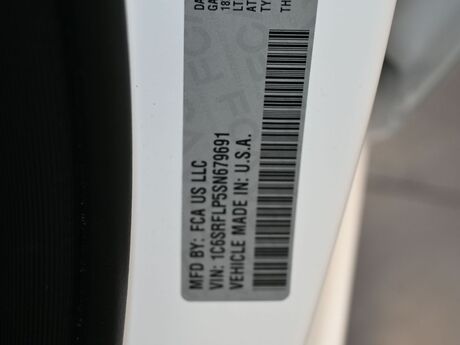 MFD BY: FCA US LLC
VIN: 1C6SRFLP5SN679691
VEHICLE MADE IN: U.S.A.